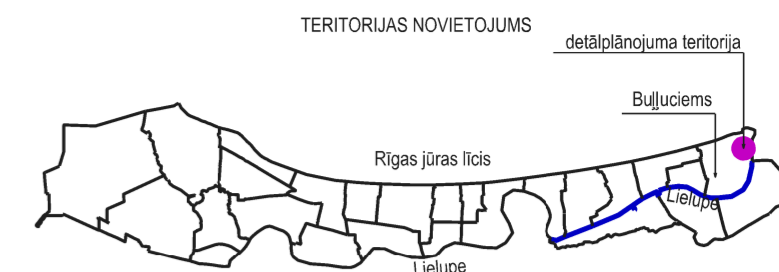 TERITORIJAS NOVIETOJUMS
detālplānojuma teritorija
Buļļuciems
Rīgas jūras līcis
Lielupe
Lielupe